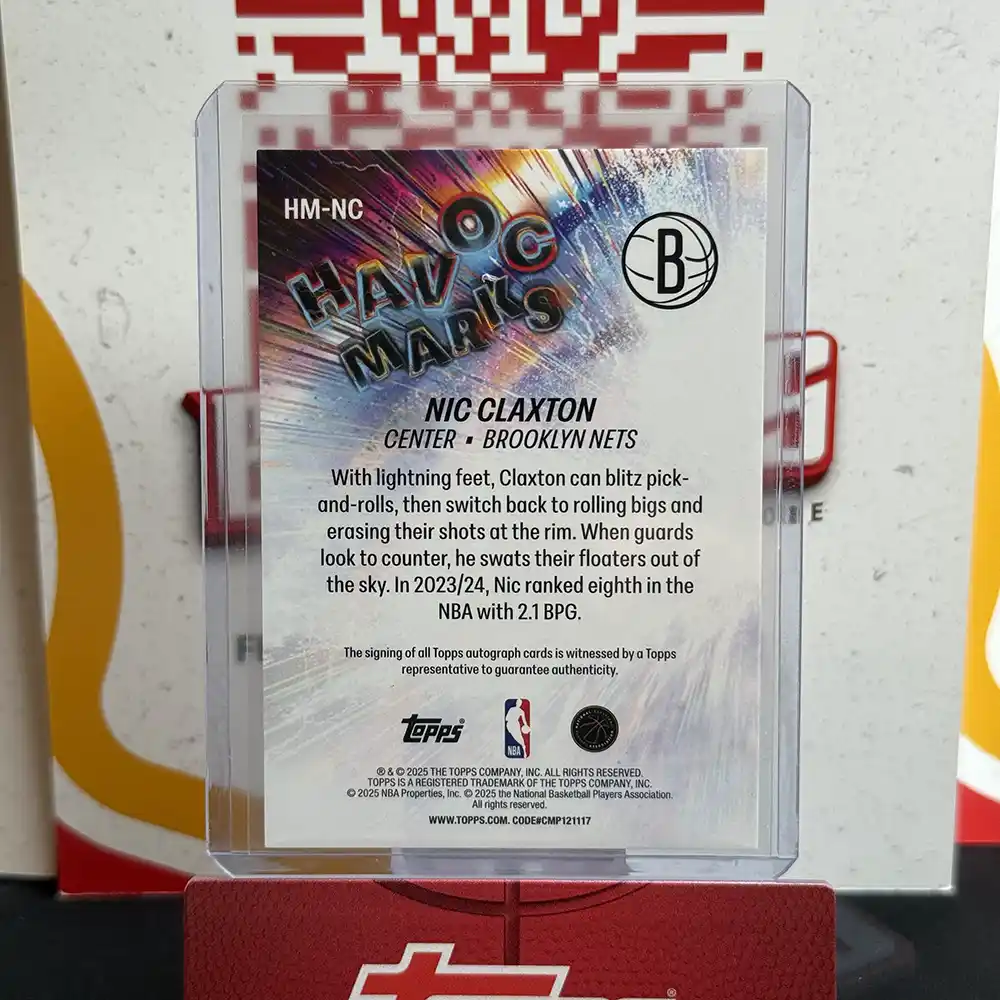 HM-NC
HAVOC
MARKS
B
NIC CLAXTON
CENTER ▪ BROOKLYN NETS
With lightning feet, Claxton can blitz pick-
and-rolls, then switch back to rolling bigs and
erasing their shots at the rim. When guards
look to counter, he swats their floaters out of
the sky. In 2023/24, Nic ranked eighth in the
NBA with 2.1 BPG.
The signing of all Topps autograph cards is witnessed by a Topps
representative to guarantee authenticity.
topps®
NBA
® & © 2025 THE TOPPS COMPANY, INC. ALL RIGHTS RESERVED.
TOPPS IS A REGISTERED TRADEMARK OF THE TOPPS COMPANY, INC.
© 2025 NBA Properties, Inc. © 2025 the National Basketball Players Association.
All rights reserved.
WWW.TOPPS.COM. CODE#CMP121117